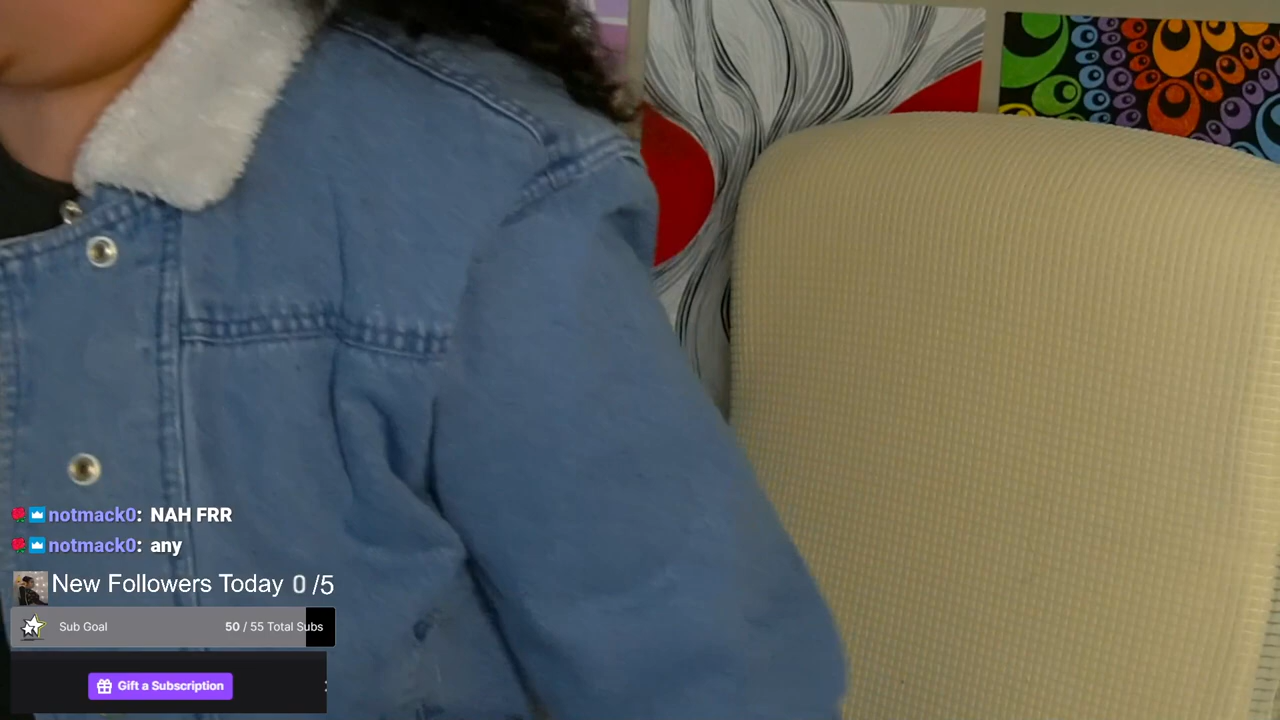 notmack0: NAH FRR
notmack0: any
New Followers Today 0 /5
Sub Goal 50 / 55 Total Subs
Gift a Subscription